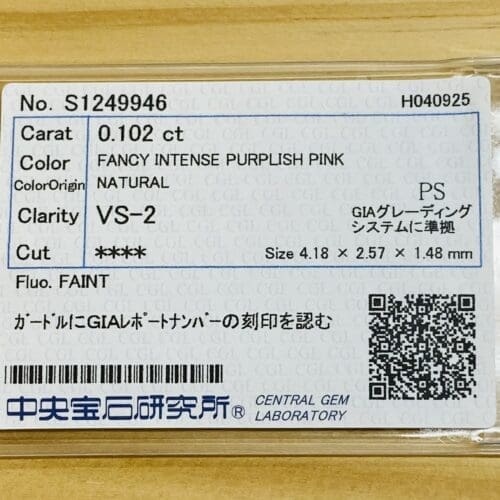 No. S1249946 H040925
Carat 0.102 ct
Color FANCY INTENSE PURPLISH PINK
ColorOrigin NATURAL
PS
Clarity VS-2
GIAグレーディング
システムに準拠
Cut ****
Size 4.18 × 2.57 × 1.48 mm
Fluo. FAINT
ガードルにGIAレポートナンバーの刻印を認む
中央宝石研究所® CENTRAL GEM
LABORATORY